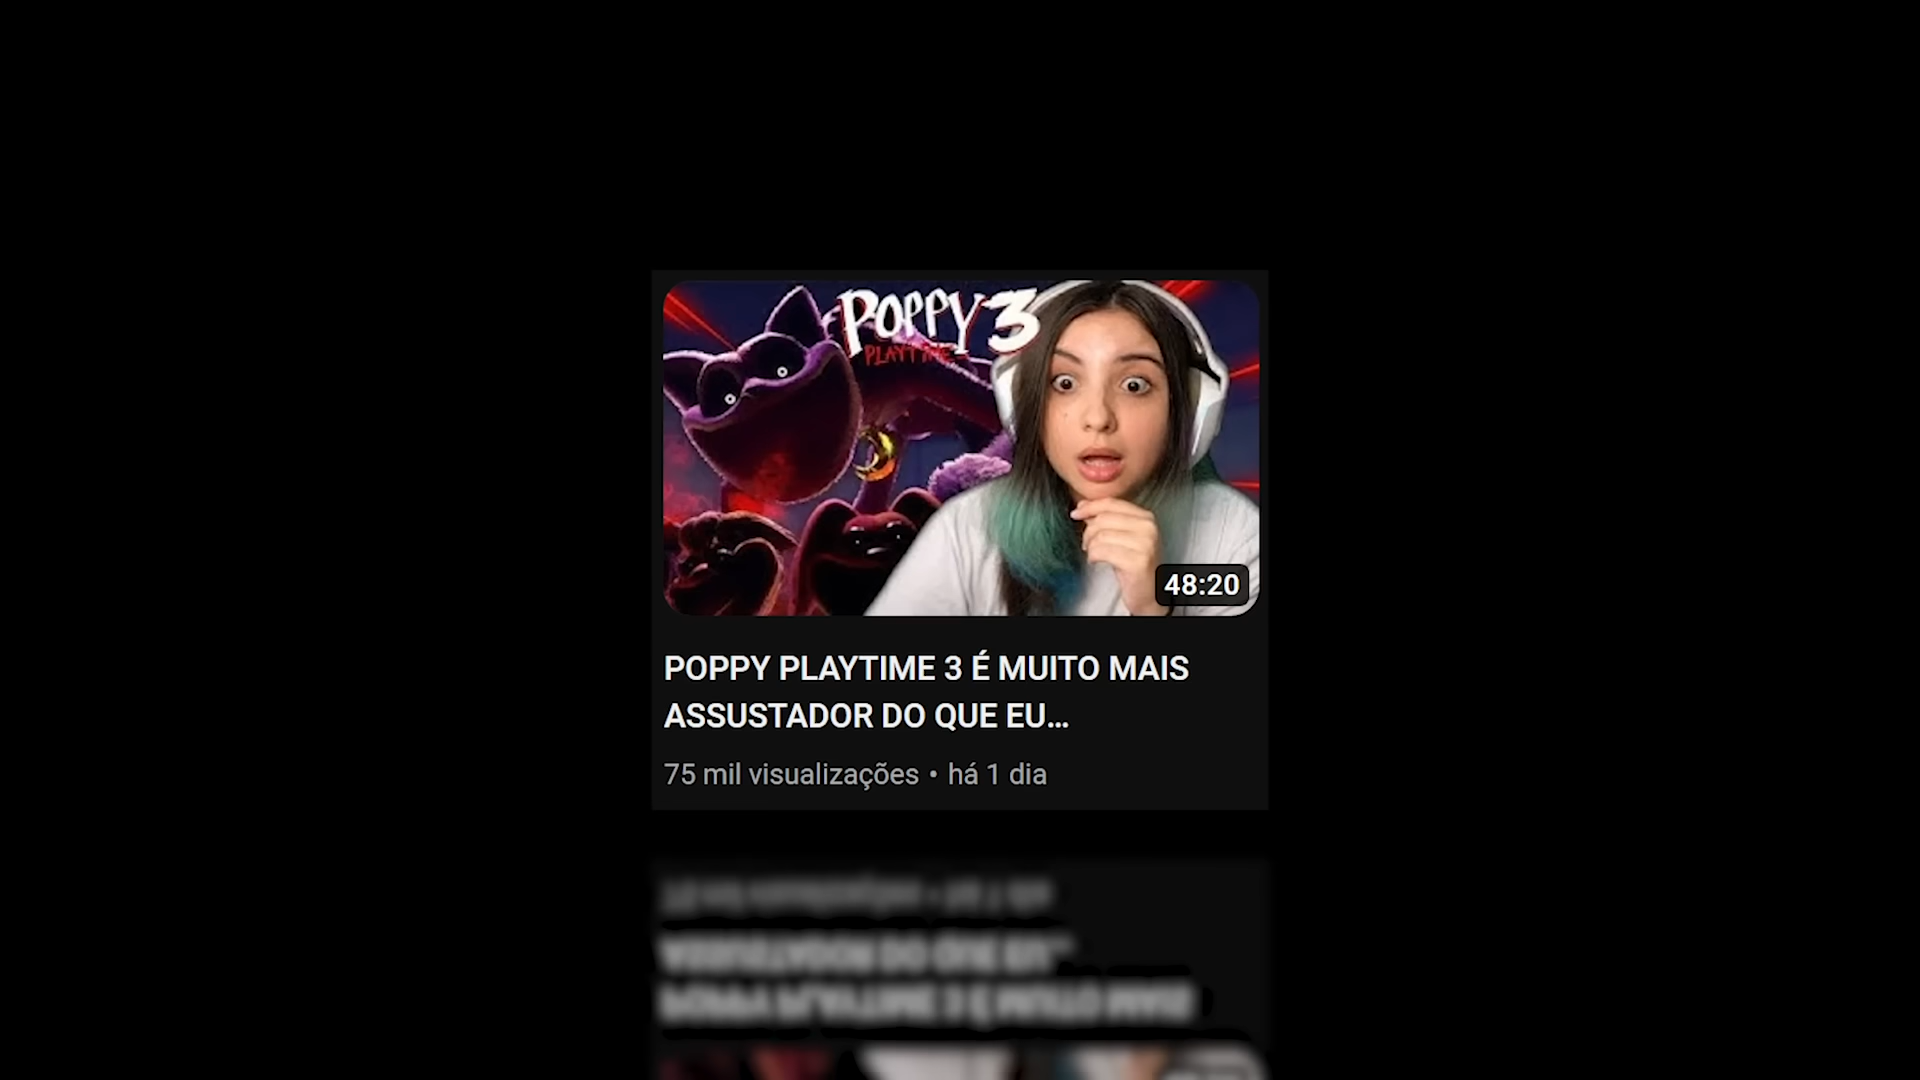 POPPY 3
PLAYTIME
48:20
POPPY PLAYTIME 3 É MUITO MAIS
ASSUSTADOR DO QUE EU...
75 mil visualizações • há 1 dia